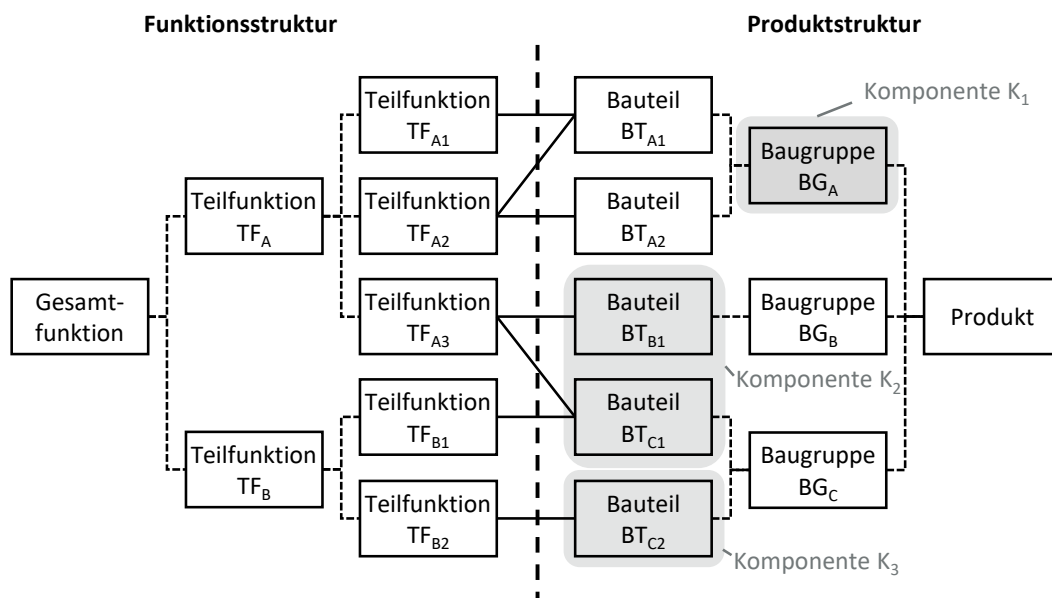 Funktionsstruktur
Produktstruktur
Komponente K1
Teilfunktion
TFA1
Bauteil
BTA1
Baugruppe
BGA
Teilfunktion
TFA
Teilfunktion
TFA2
Bauteil
BTA2
Gesamt-
funktion
Teilfunktion
TFA3
Bauteil
BTB1
Baugruppe
BGB
Produkt
Komponente K2
Teilfunktion
TFB1
Bauteil
BTC1
Teilfunktion
TFB
Baugruppe
BGC
Teilfunktion
TFB2
Bauteil
BTC2
Komponente K3